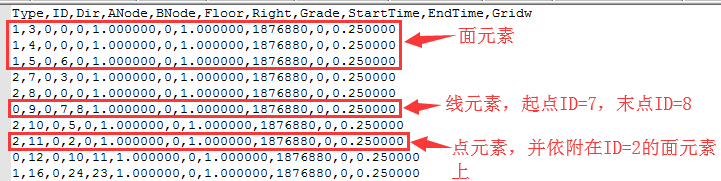 Type,ID,Dir,ANode,BNode,Floor,Right,Grade,StartTime,EndTime,Gridw
1,3,0,0,0,1.000000,0,1.000000,1876880,0,0.250000
1,4,0,0,0,1.000000,0,1.000000,1876880,0,0.250000
面元素
1,5,0,6,0,1.000000,0,1.000000,1876880,0,0.250000
2,7,0,3,0,1.000000,0,1.000000,1876880,0,0.250000
2,8,0,0,0,1.000000,0,1.000000,1876880,0,0.250000
0,9,0,7,8,1.000000,0,1.000000,1876880,0,0.250000
线元素，起点ID=7，末点ID=8
2,10,0,5,0,1.000000,0,1.000000,1876880,0,0.250000
2,11,0,2,0,1.000000,0,1.000000,1876880,0,0.250000
点元素，并依附在ID=2的面元素
上
0,12,0,10,11,1.000000,0,1.000000,1876880,0,0.250000
1,16,0,24,23,1.000000,0,1.000000,1876880,0,0.250000